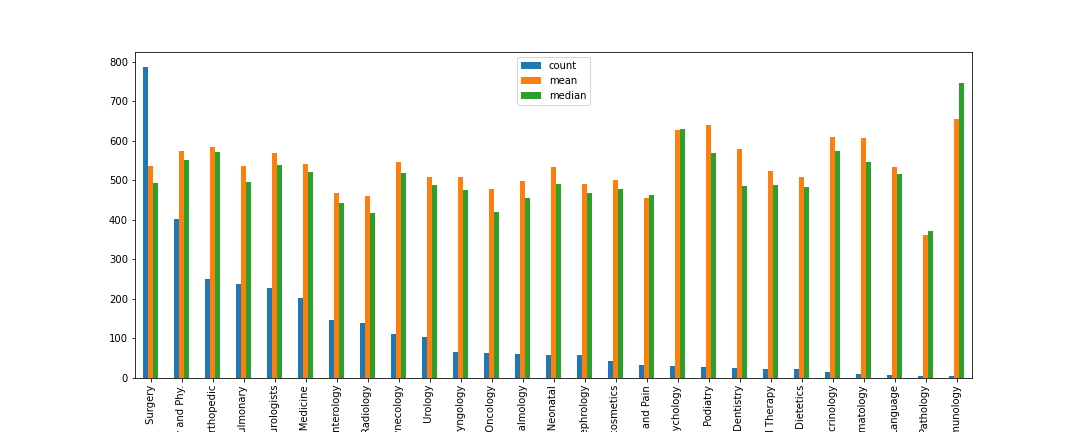 800
700
600
500
400
300
200
100
0
count
mean
median
Surgery
and Phy.
rthopedic
ulmonary
urologists
Medicine
nterology
Radiology
necology
Urology
yngology
Oncology
almology
Neonatal
ephrology
cosmetics
and Pain
ychology
Podiatry
Dentistry
l Therapy
Dietetics
crinology
matology
anguage
Pathology
munology